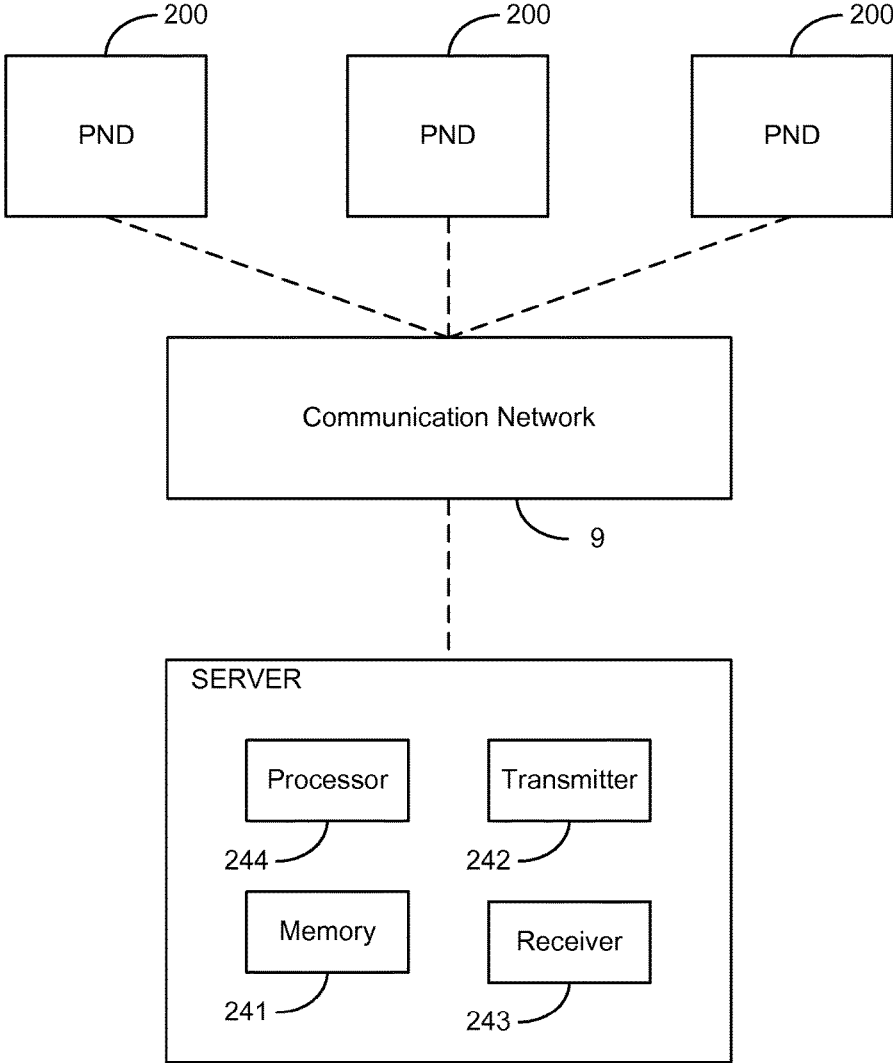 200
200
200
PND
PND
PND
Communication Network
9
SERVER
Processor
Transmitter
244
242
Memory
Receiver
241
243